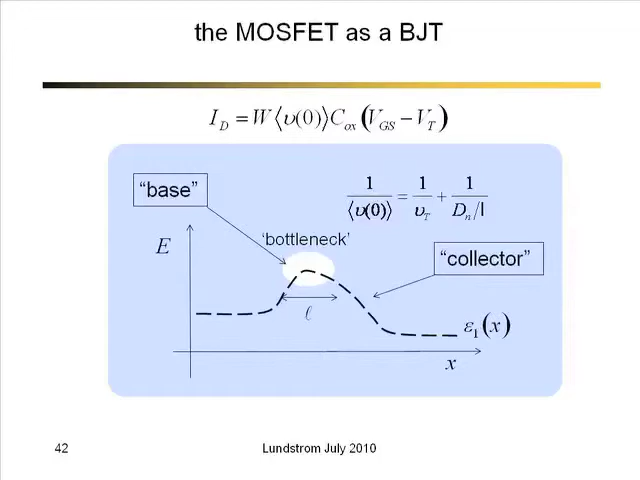 the MOSFET as a BJT
I_D = W⟨υ(0)⟩C_ox(V_GS − V_T)
"base"
1/⟨υ(0)⟩ = 1/υ_T + 1/(D_n/l)
'bottleneck'
E
"collector"
ℓ
ε₁(x)
x
42
Lundstrom July 2010